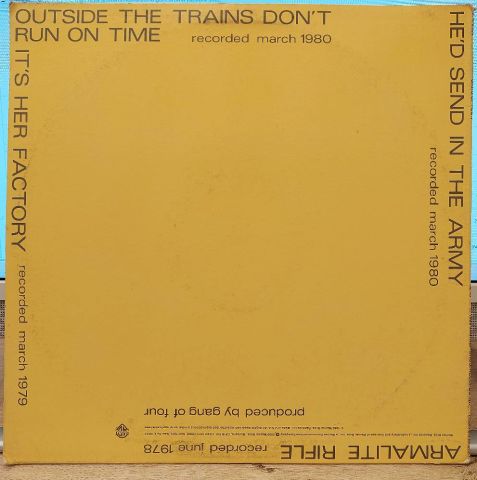 OUTSIDE THE TRAINS DON'T
RUN ON TIME recorded march 1980
HE'D SEND IN THE ARMY
recorded march 1980
ARMALITE RIFLE recorded june 1978
produced by gang of four
IT'S HER FACTORY recorded march 1979